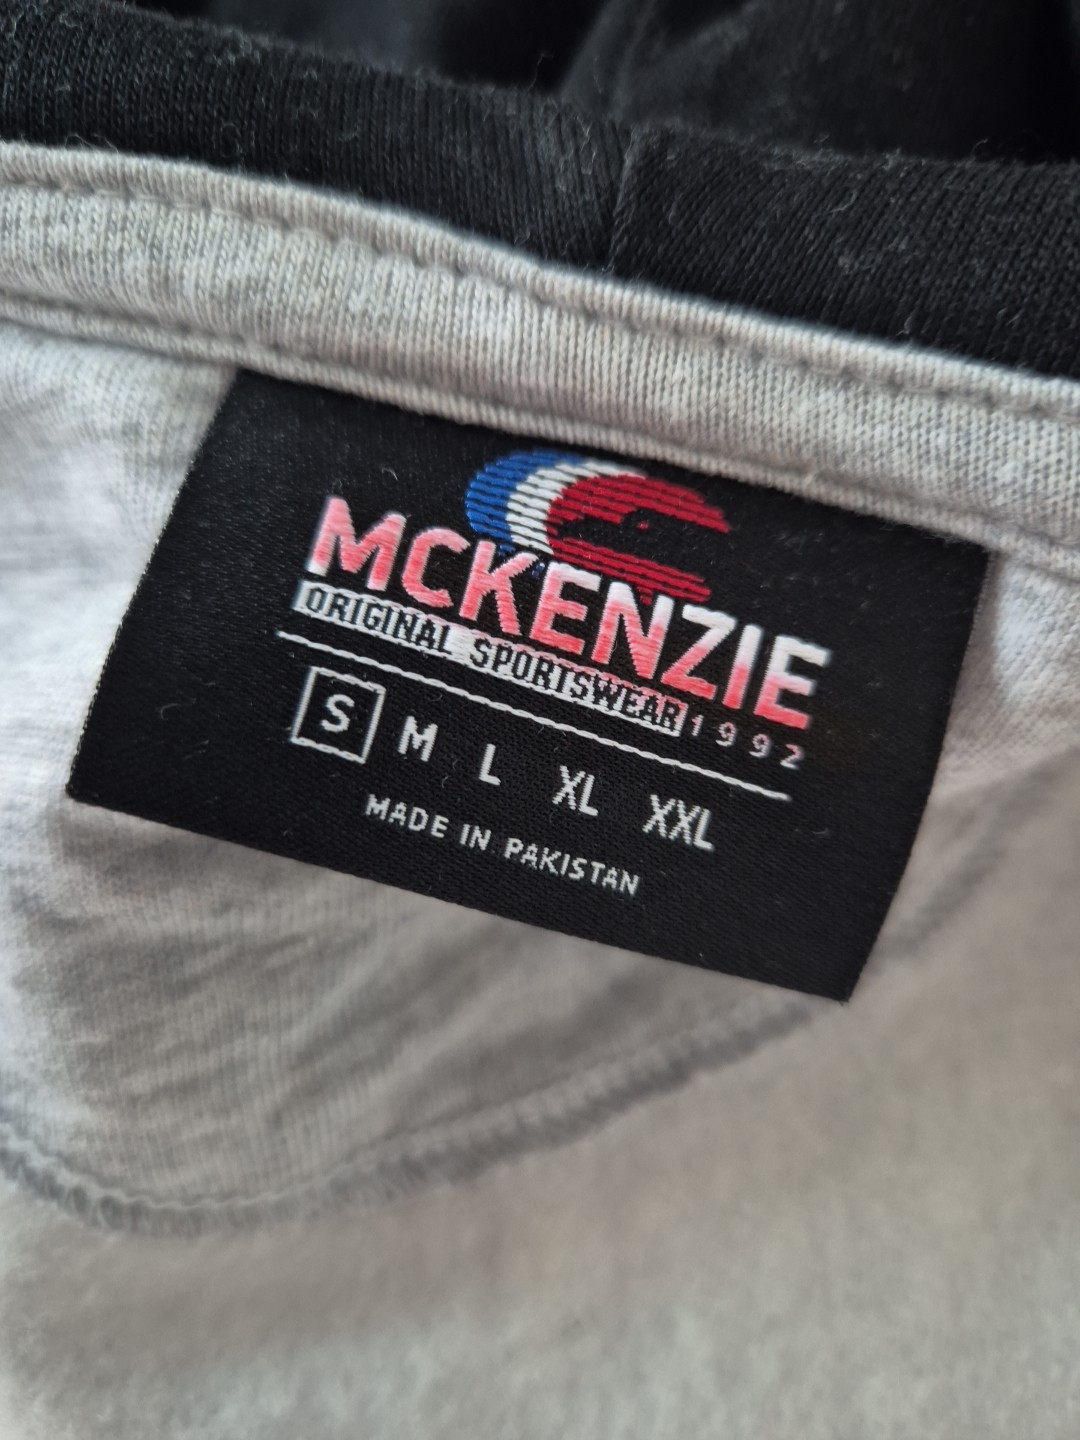 MCKENZIE
ORIGINAL SPORTSWEAR 1992
S M L XL XXL
MADE IN PAKISTAN